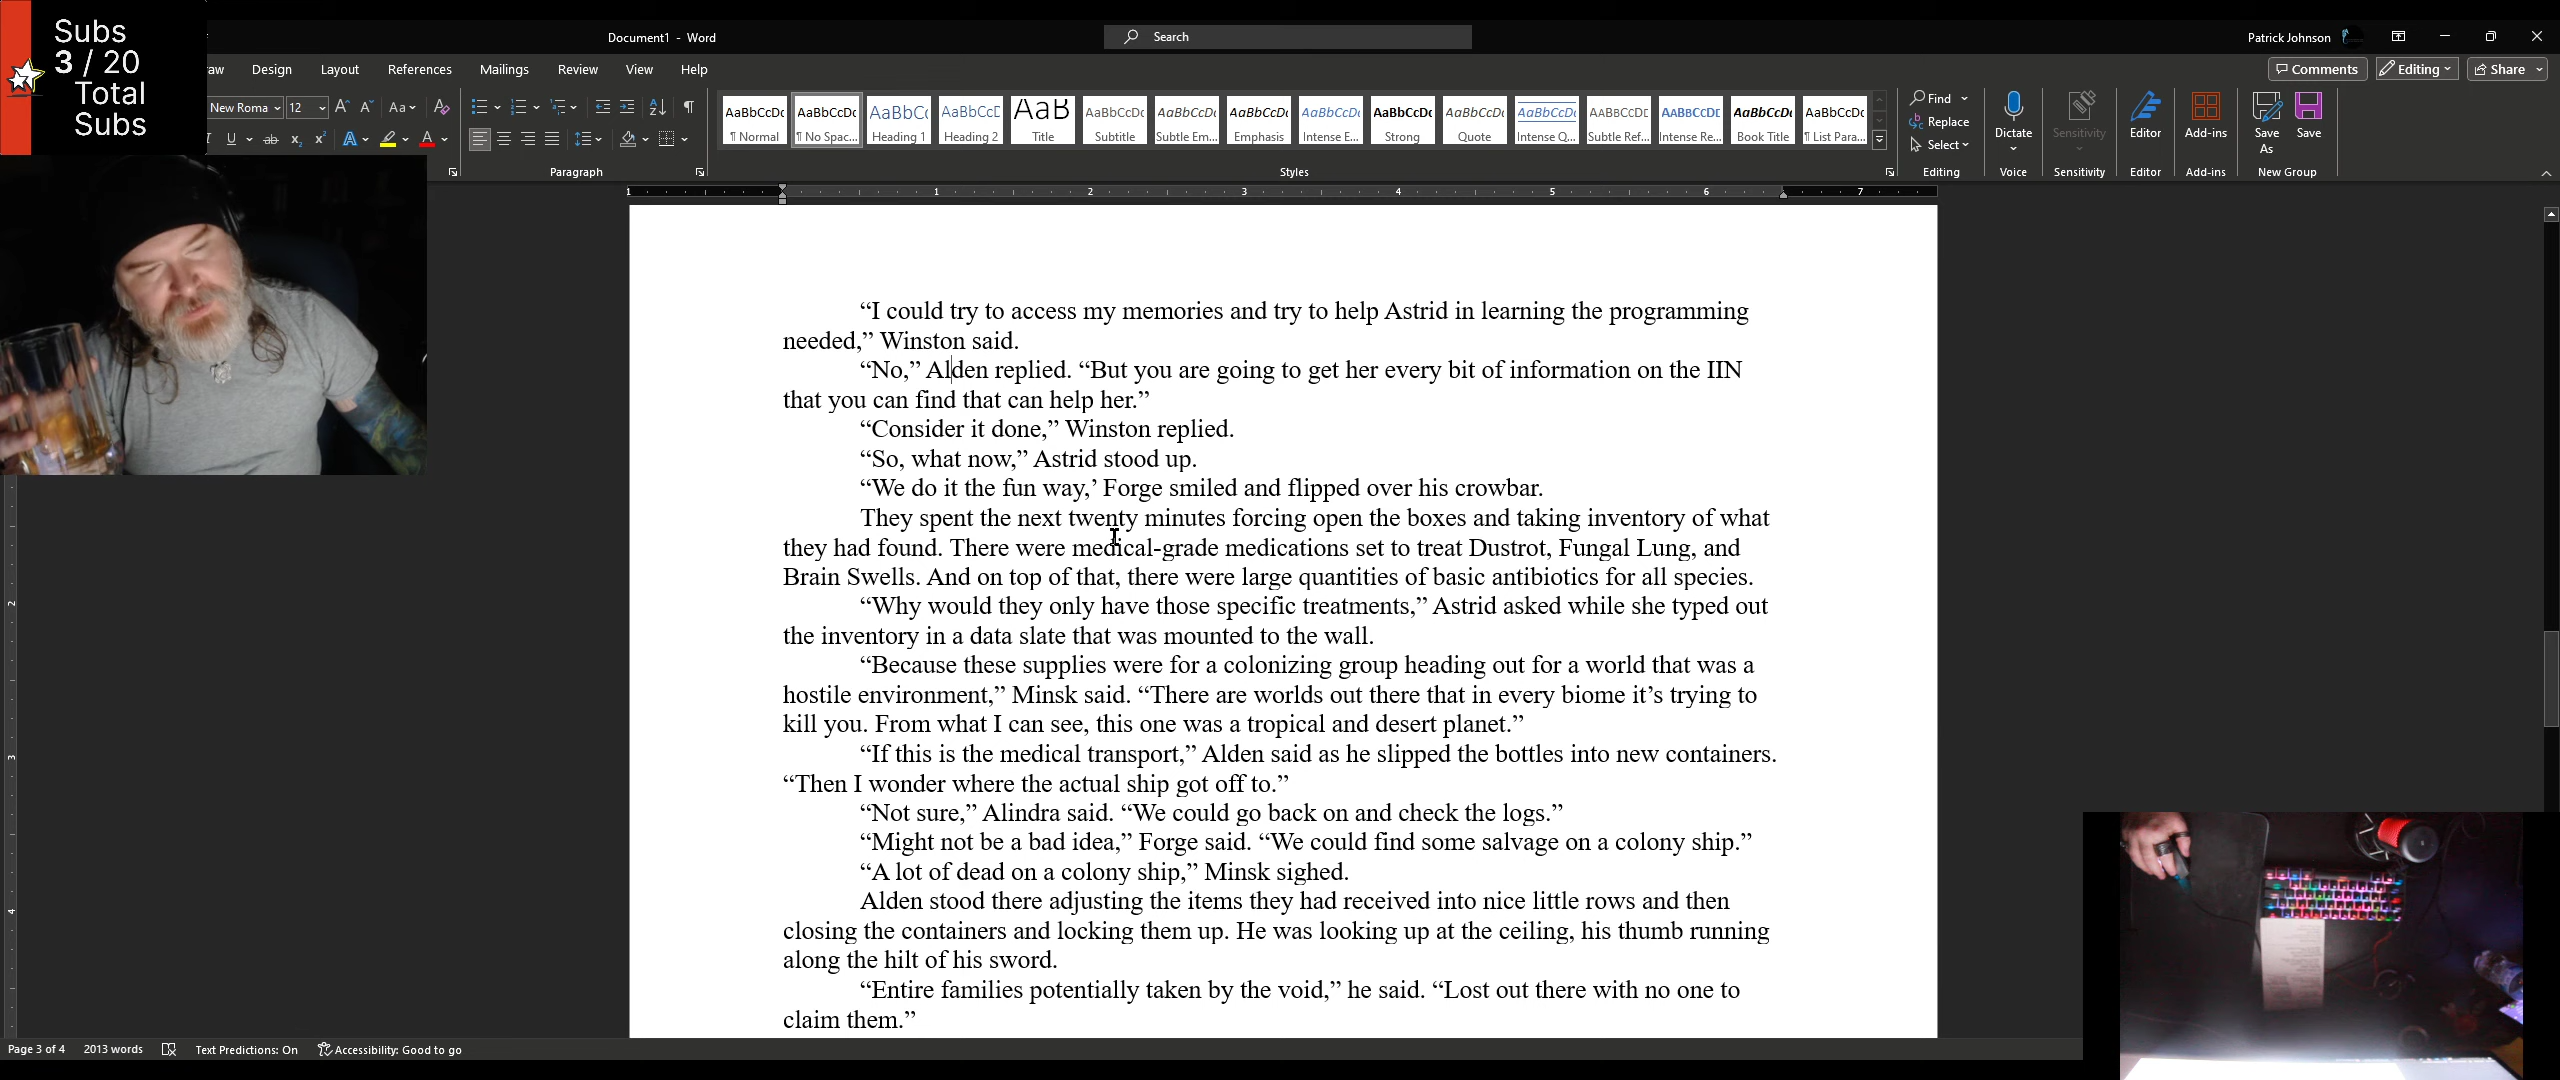 Subs
3 / 20
Total
Subs
Document1 - Word
Search
Patrick Johnson
aw Design Layout References Mailings Review View Help
Comments Editing Share
New Roma 12 Aa
AaBbCcDc AaBbCcDc AaBbC AaBbCcE AaB AaBbCcDc AaBbCcDc AaBbCcDc AaBbCcDc AaBbCcDc AaBbCcDc AaBbCcDc AABBCCDE AABBCCDE AaBbCcDc AaBbCcDc
¶ Normal ¶ No Spac... Heading 1 Heading 2 Title Subtitle Subtle Em... Emphasis Intense E... Strong Quote Intense Q... Subtle Ref... Intense Re... Book Title ¶ List Para...
Find
Replace
Select
Dictate
Sensitivity
Editor
Add-ins
Save As
Save
Paragraph Styles Editing Voice Sensitivity Editor Add-ins New Group
1 1 2 3 4 5 6 7
“I could try to access my memories and try to help Astrid in learning the programming
needed,” Winston said.
“No,” Alden replied. “But you are going to get her every bit of information on the IIN
that you can find that can help her.”
“Consider it done,” Winston replied.
“So, what now,” Astrid stood up.
“We do it the fun way,’ Forge smiled and flipped over his crowbar.
They spent the next twenty minutes forcing open the boxes and taking inventory of what
they had found. There were medical-grade medications set to treat Dustrot, Fungal Lung, and
Brain Swells. And on top of that, there were large quantities of basic antibiotics for all species.
“Why would they only have those specific treatments,” Astrid asked while she typed out
the inventory in a data slate that was mounted to the wall.
“Because these supplies were for a colonizing group heading out for a world that was a
hostile environment,” Minsk said. “There are worlds out there that in every biome it’s trying to
kill you. From what I can see, this one was a tropical and desert planet.”
“If this is the medical transport,” Alden said as he slipped the bottles into new containers.
“Then I wonder where the actual ship got off to.”
“Not sure,” Alindra said. “We could go back on and check the logs.”
“Might not be a bad idea,” Forge said. “We could find some salvage on a colony ship.”
“A lot of dead on a colony ship,” Minsk sighed.
Alden stood there adjusting the items they had received into nice little rows and then
closing the containers and locking them up. He was looking up at the ceiling, his thumb running
along the hilt of his sword.
“Entire families potentially taken by the void,” he said. “Lost out there with no one to
claim them.”
2
3
4
Page 3 of 4 2013 words Text Predictions: On Accessibility: Good to go